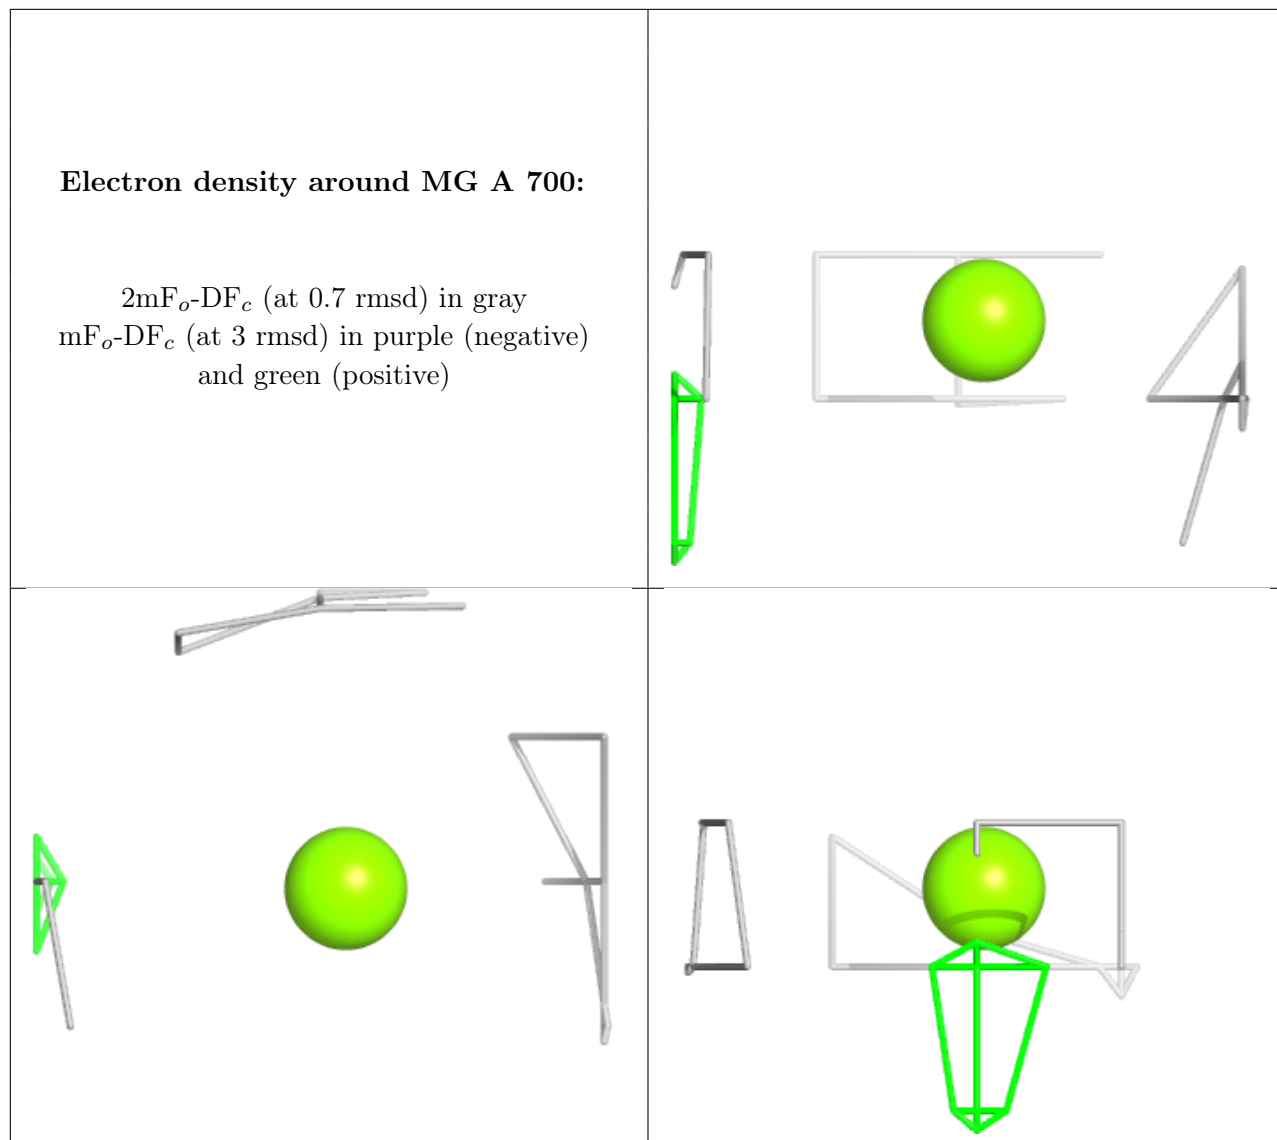 Electron density around MG A 700:
2mFₒ-DF𝒸 (at 0.7 rmsd) in gray
mFₒ-DF𝒸 (at 3 rmsd) in purple (negative)
and green (positive)